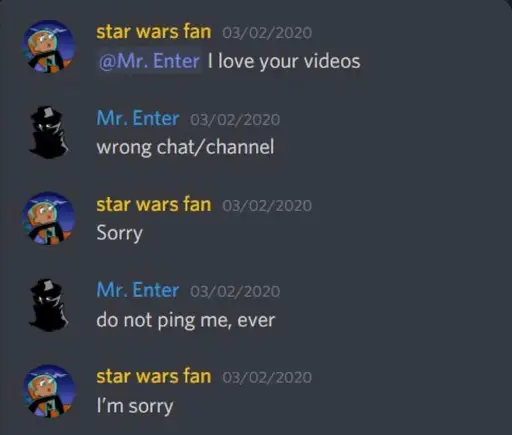 star wars fan 03/02/2020
@Mr. Enter I love your videos
Mr. Enter 03/02/2020
wrong chat/channel
star wars fan 03/02/2020
Sorry
Mr. Enter 03/02/2020
do not ping me, ever
star wars fan 03/02/2020
I'm sorry